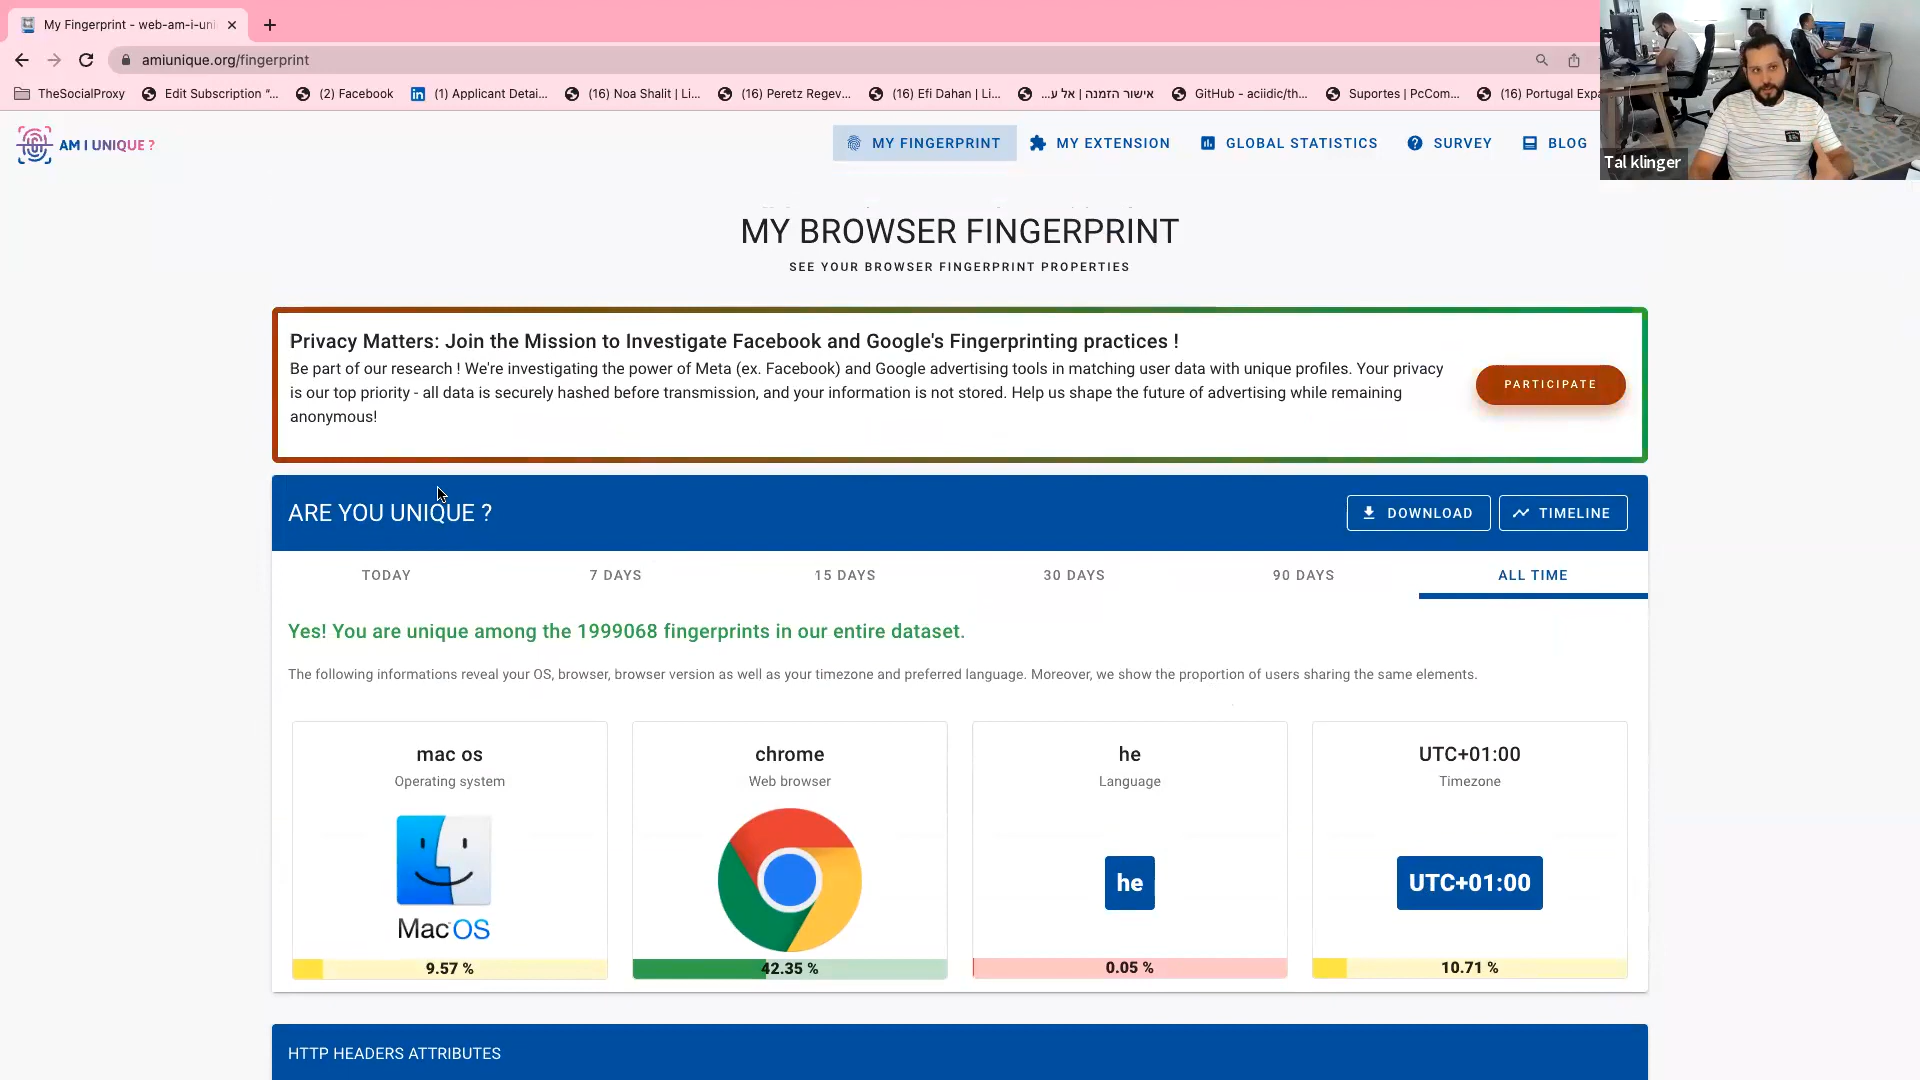 My Fingerprint - web-am-i-uni
amiunique.org/fingerprint
TheSocialProxy
Edit Subscription “...
(2) Facebook
(1) Applicant Detai...
(16) Noa Shalit | Li...
(16) Peretz Regev...
(16) Efi Dahan | Li...
אישור הזמנה | אל ע...
GitHub - aciidic/th...
Suportes | PcCom...
(16) Portugal Expa
Tal klinger
AM I UNIQUE ?
MY FINGERPRINT
MY EXTENSION
GLOBAL STATISTICS
SURVEY
BLOG
MY BROWSER FINGERPRINT
SEE YOUR BROWSER FINGERPRINT PROPERTIES
Privacy Matters: Join the Mission to Investigate Facebook and Google's Fingerprinting practices !
Be part of our research ! We're investigating the power of Meta (ex. Facebook) and Google advertising tools in matching user data with unique profiles. Your privacy
is our top priority - all data is securely hashed before transmission, and your information is not stored. Help us shape the future of advertising while remaining
anonymous!
PARTICIPATE
ARE YOU UNIQUE ?
DOWNLOAD
TIMELINE
TODAY
7 DAYS
15 DAYS
30 DAYS
90 DAYS
ALL TIME
Yes! You are unique among the 1999068 fingerprints in our entire dataset.
The following informations reveal your OS, browser, browser version as well as your timezone and preferred language. Moreover, we show the proportion of users sharing the same elements.
mac os
Operating system
MacOS
9.57 %
chrome
Web browser
42.35 %
he
Language
he
0.05 %
UTC+01:00
Timezone
UTC+01:00
10.71 %
HTTP HEADERS ATTRIBUTES